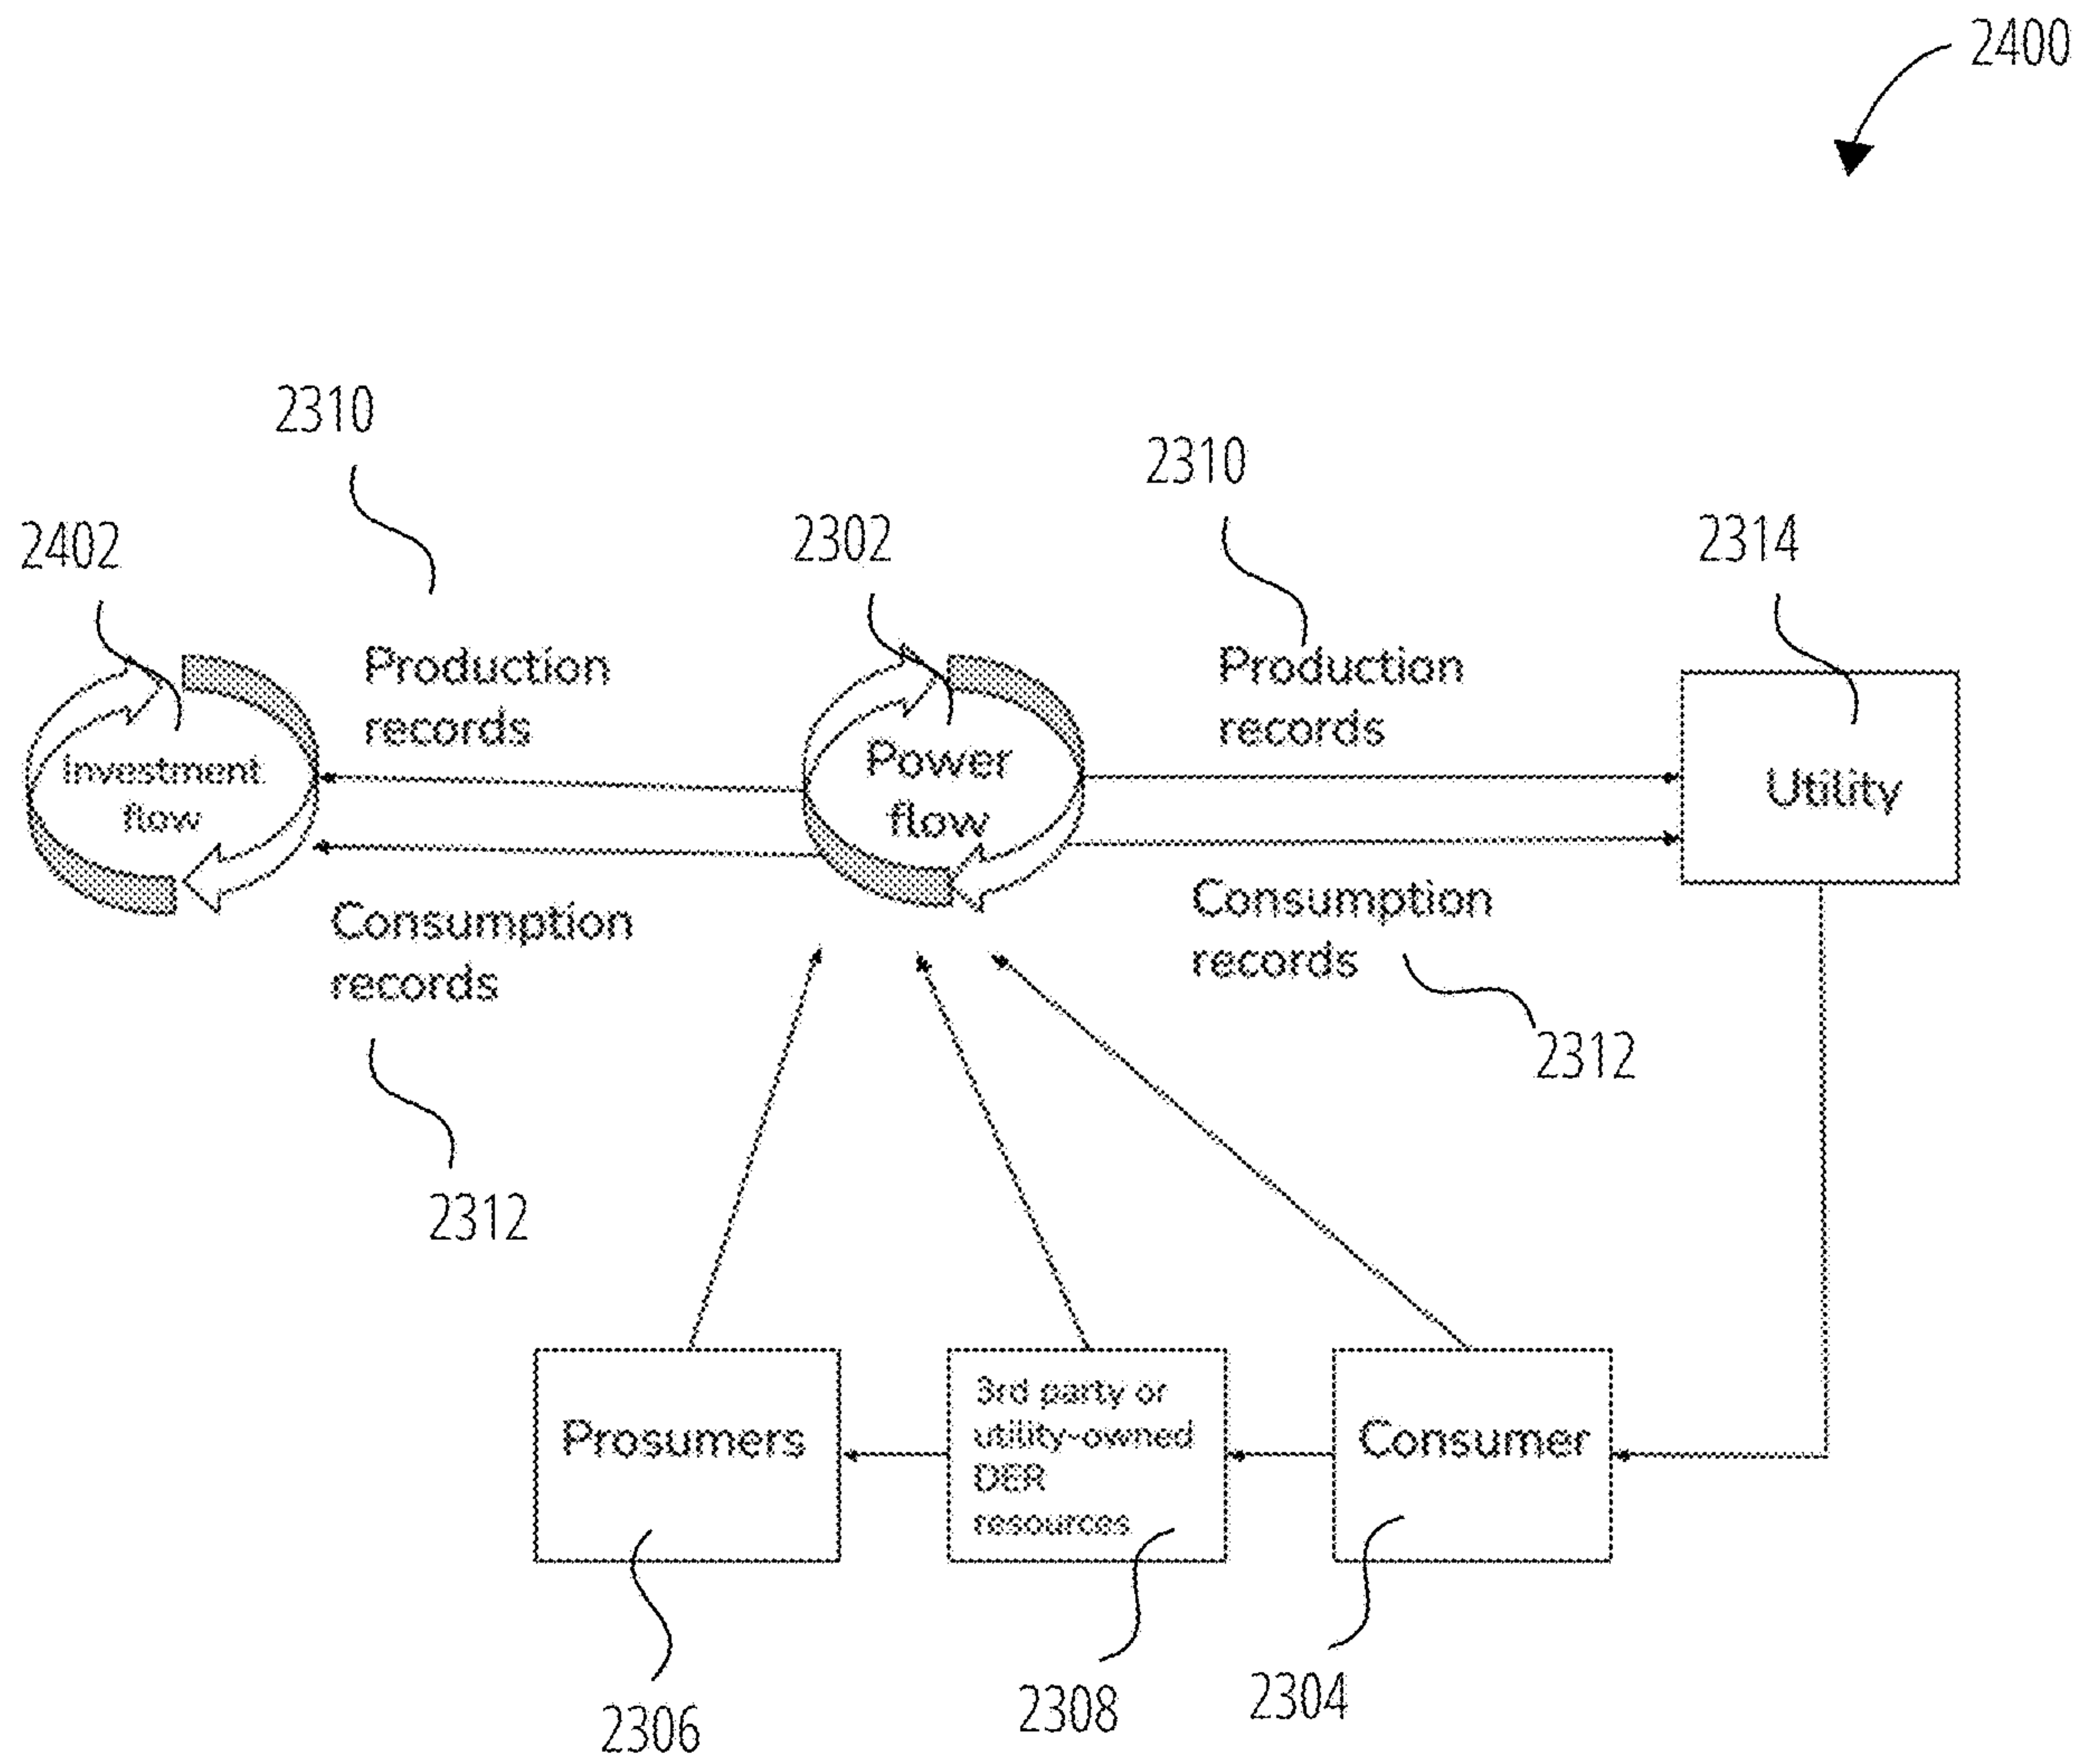 2400
2310
2310
2402
2302
2314
Production
records
Production
records
Investment
flow
Power
flow
Utility
Consumption
records
Consumption
records
2312
2312
Prosumers
3rd party or
utility-owned
DER
resources
Consumer
2306
2308
2304